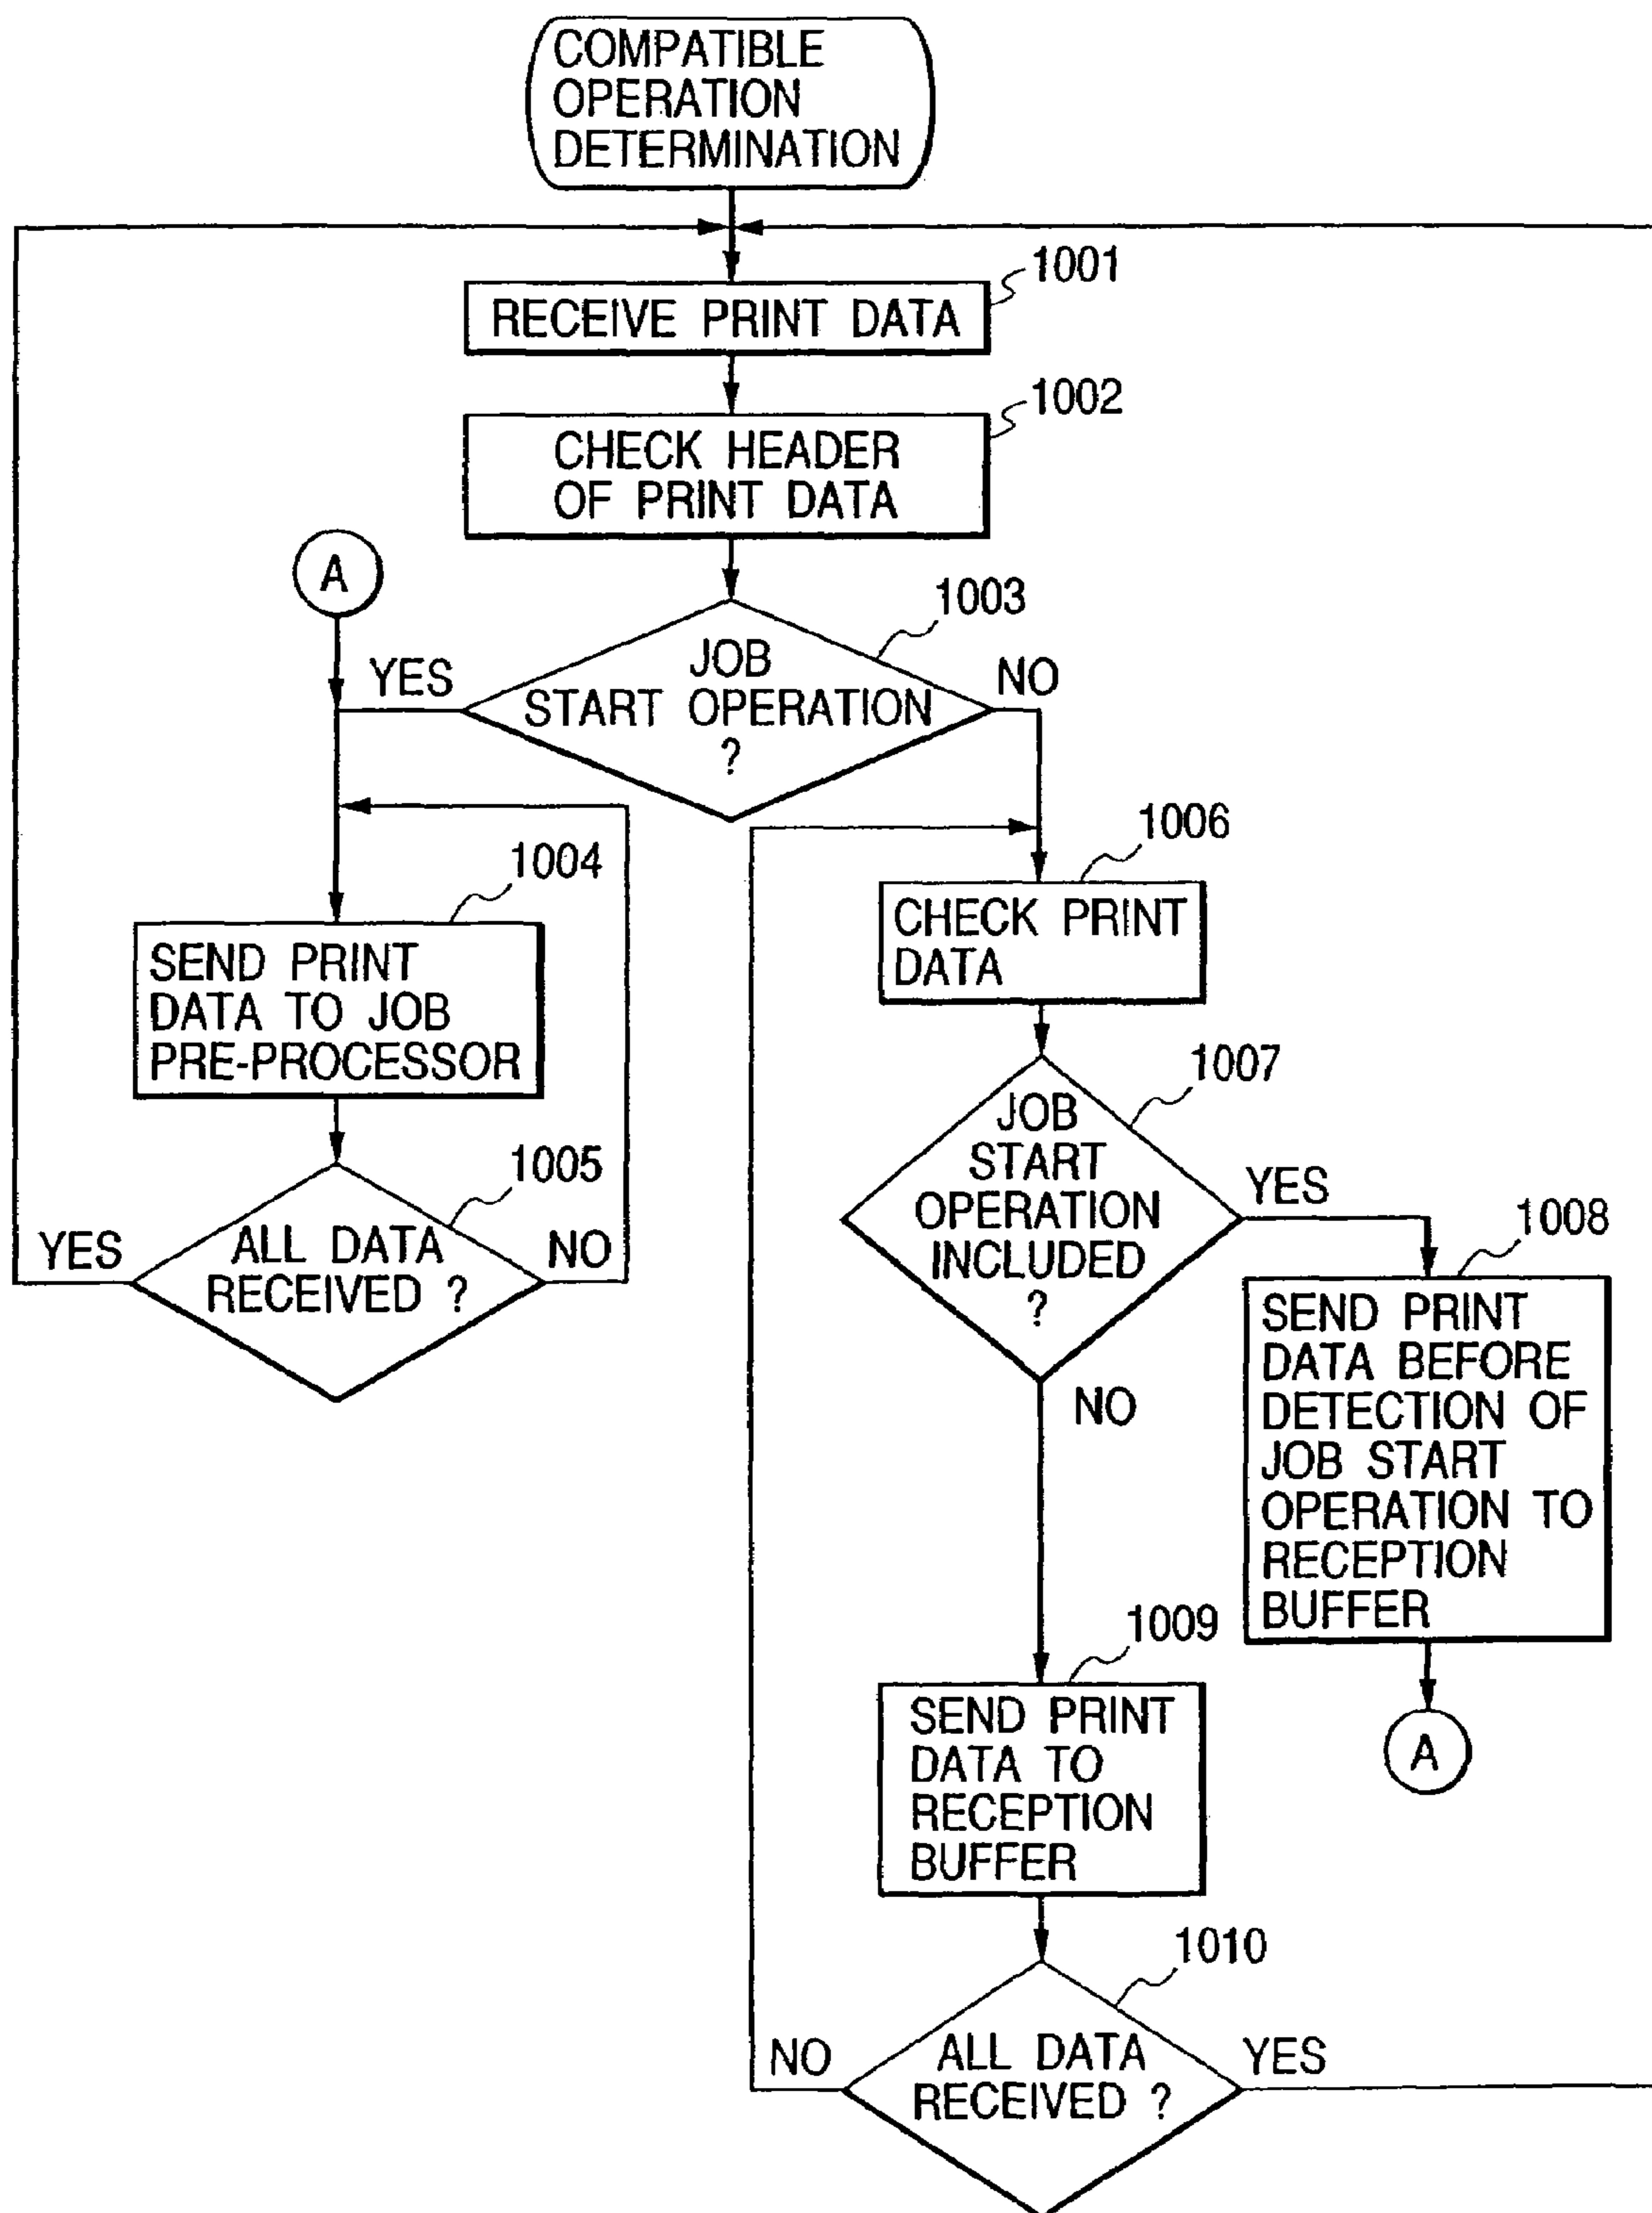 COMPATIBLE
OPERATION
DETERMINATION
1001
RECEIVE PRINT DATA
1002
CHECK HEADER
OF PRINT DATA
A
1003
JOB
START OPERATION
?
YES
NO
1004
SEND PRINT
DATA TO JOB
PRE-PROCESSOR
1005
ALL DATA
RECEIVED ?
YES
NO
1006
CHECK PRINT
DATA
1007
JOB
START
OPERATION
INCLUDED
?
YES
NO
1008
SEND PRINT
DATA BEFORE
DETECTION OF
JOB START
OPERATION TO
RECEPTION
BUFFER
A
1009
SEND PRINT
DATA TO
RECEPTION
BUFFER
1010
ALL DATA
RECEIVED ?
NO
YES